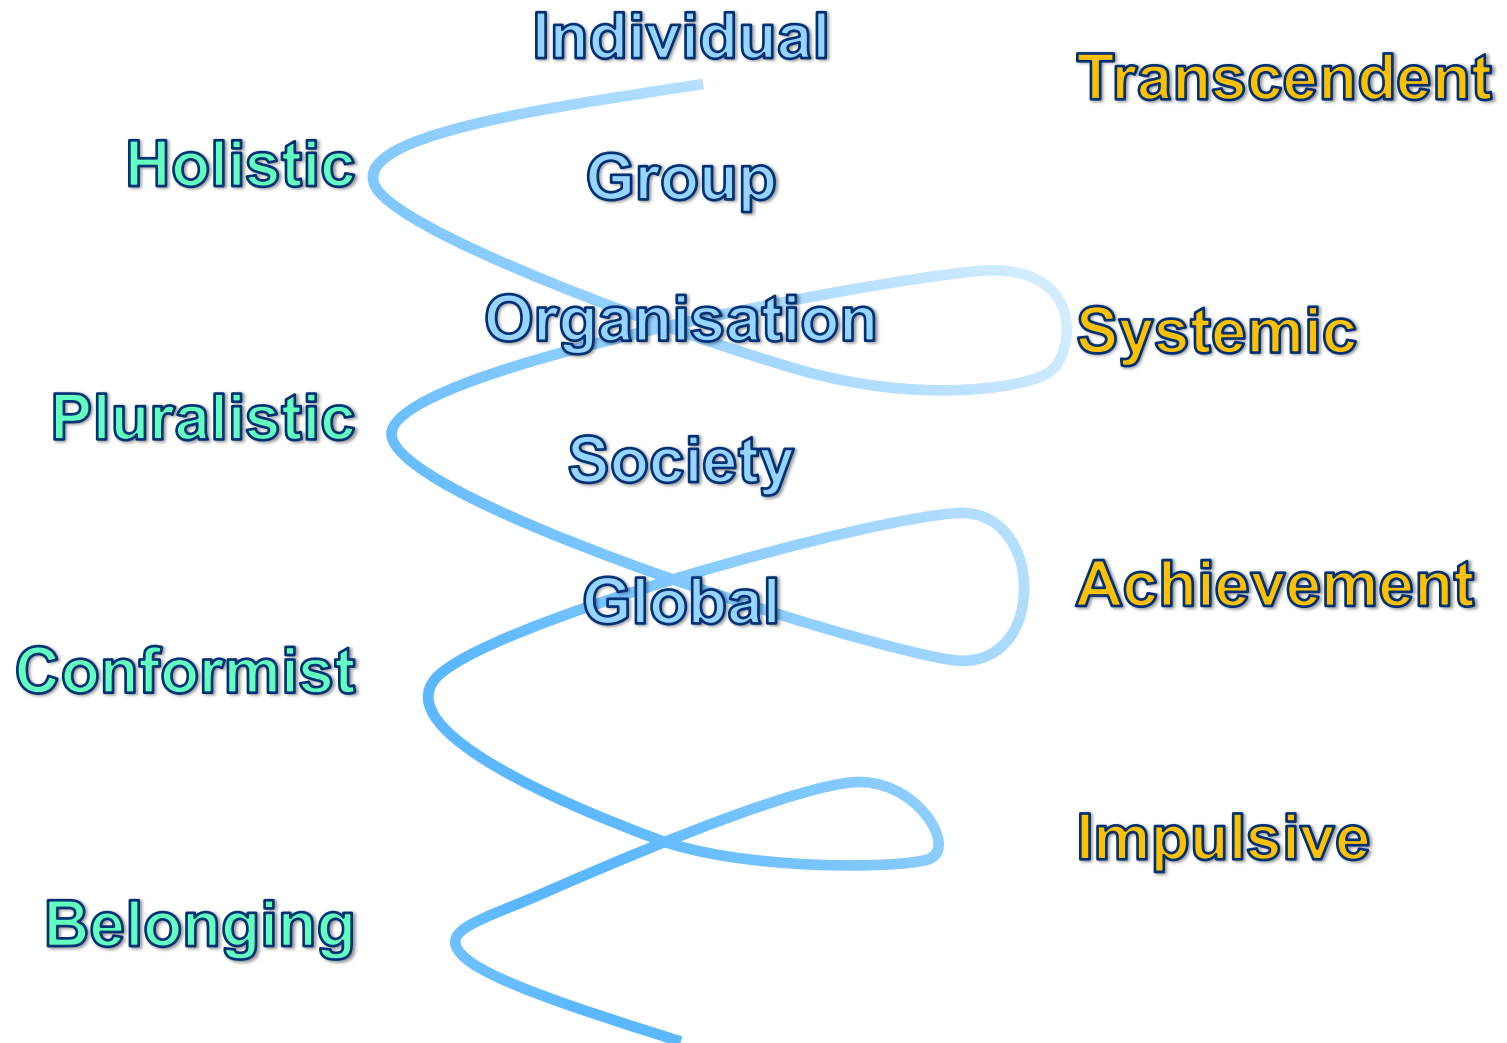 Individual
Transcendent
Holistic
Group
Organisation
Systemic
Pluralistic
Society
Achievement
Global
Conformist
Impulsive
Belonging